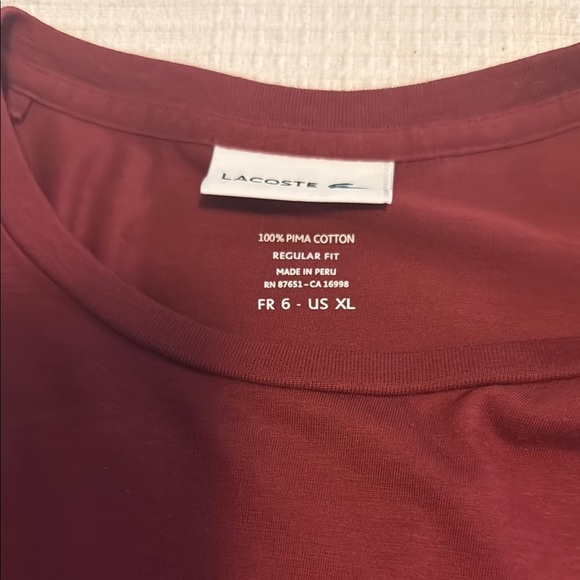 LACOSTE
100% PIMA COTTON
REGULAR FIT
MADE IN PERU
RN 87651 – CA 16998
FR 6 - US XL